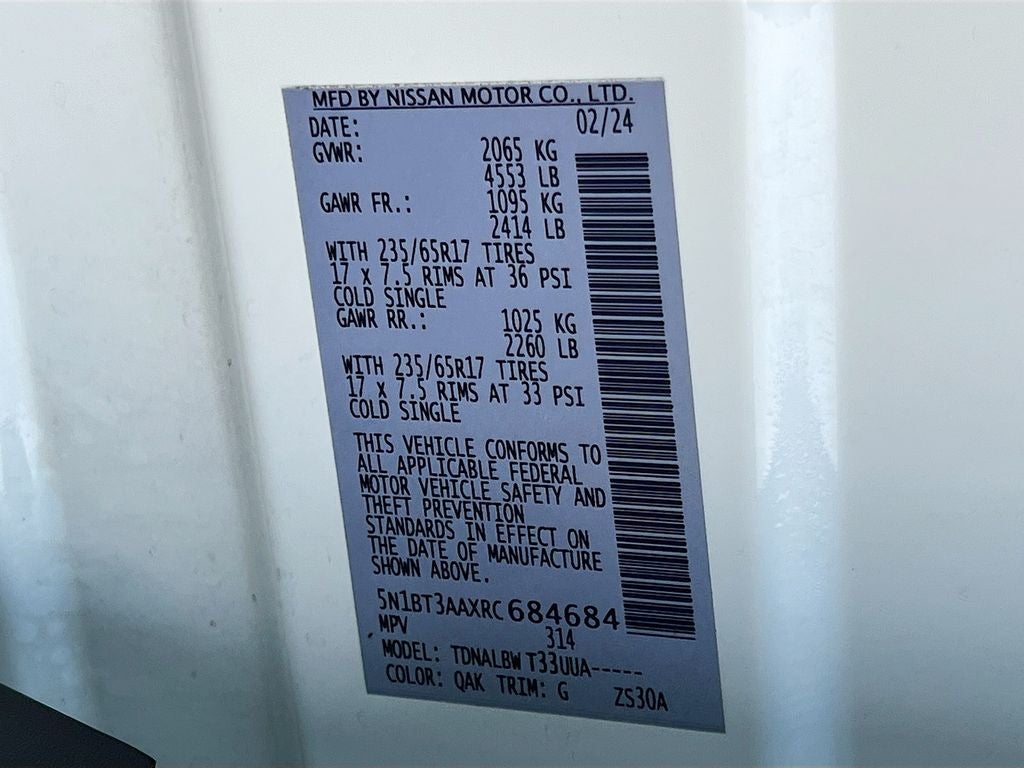 MFD BY NISSAN MOTOR CO., LTD.
DATE: 02/24
GVWR: 2065 KG
4553 LB
GAWR FR.: 1095 KG
2414 LB
WITH 235/65R17 TIRES
17 X 7.5 RIMS AT 36 PSI
COLD SINGLE
GAWR RR.: 1025 KG
2260 LB
WITH 235/65R17 TIRES
17 X 7.5 RIMS AT 33 PSI
COLD SINGLE
THIS VEHICLE CONFORMS TO
ALL APPLICABLE FEDERAL
MOTOR VEHICLE SAFETY AND
THEFT PREVENTION
STANDARDS IN EFFECT ON
THE DATE OF MANUFACTURE
SHOWN ABOVE.
5N1BT3AAXRC684684
MPV 314
MODEL: TDNALBW T33UUA-----
COLOR: QAK TRIM: G ZS30A